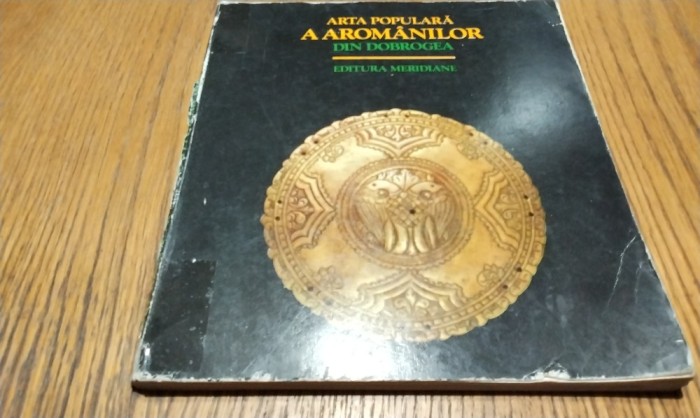 ARTA POPULARĂ
A AROMÂNILOR
DIN DOBROGEA
EDITURA MERIDIANE